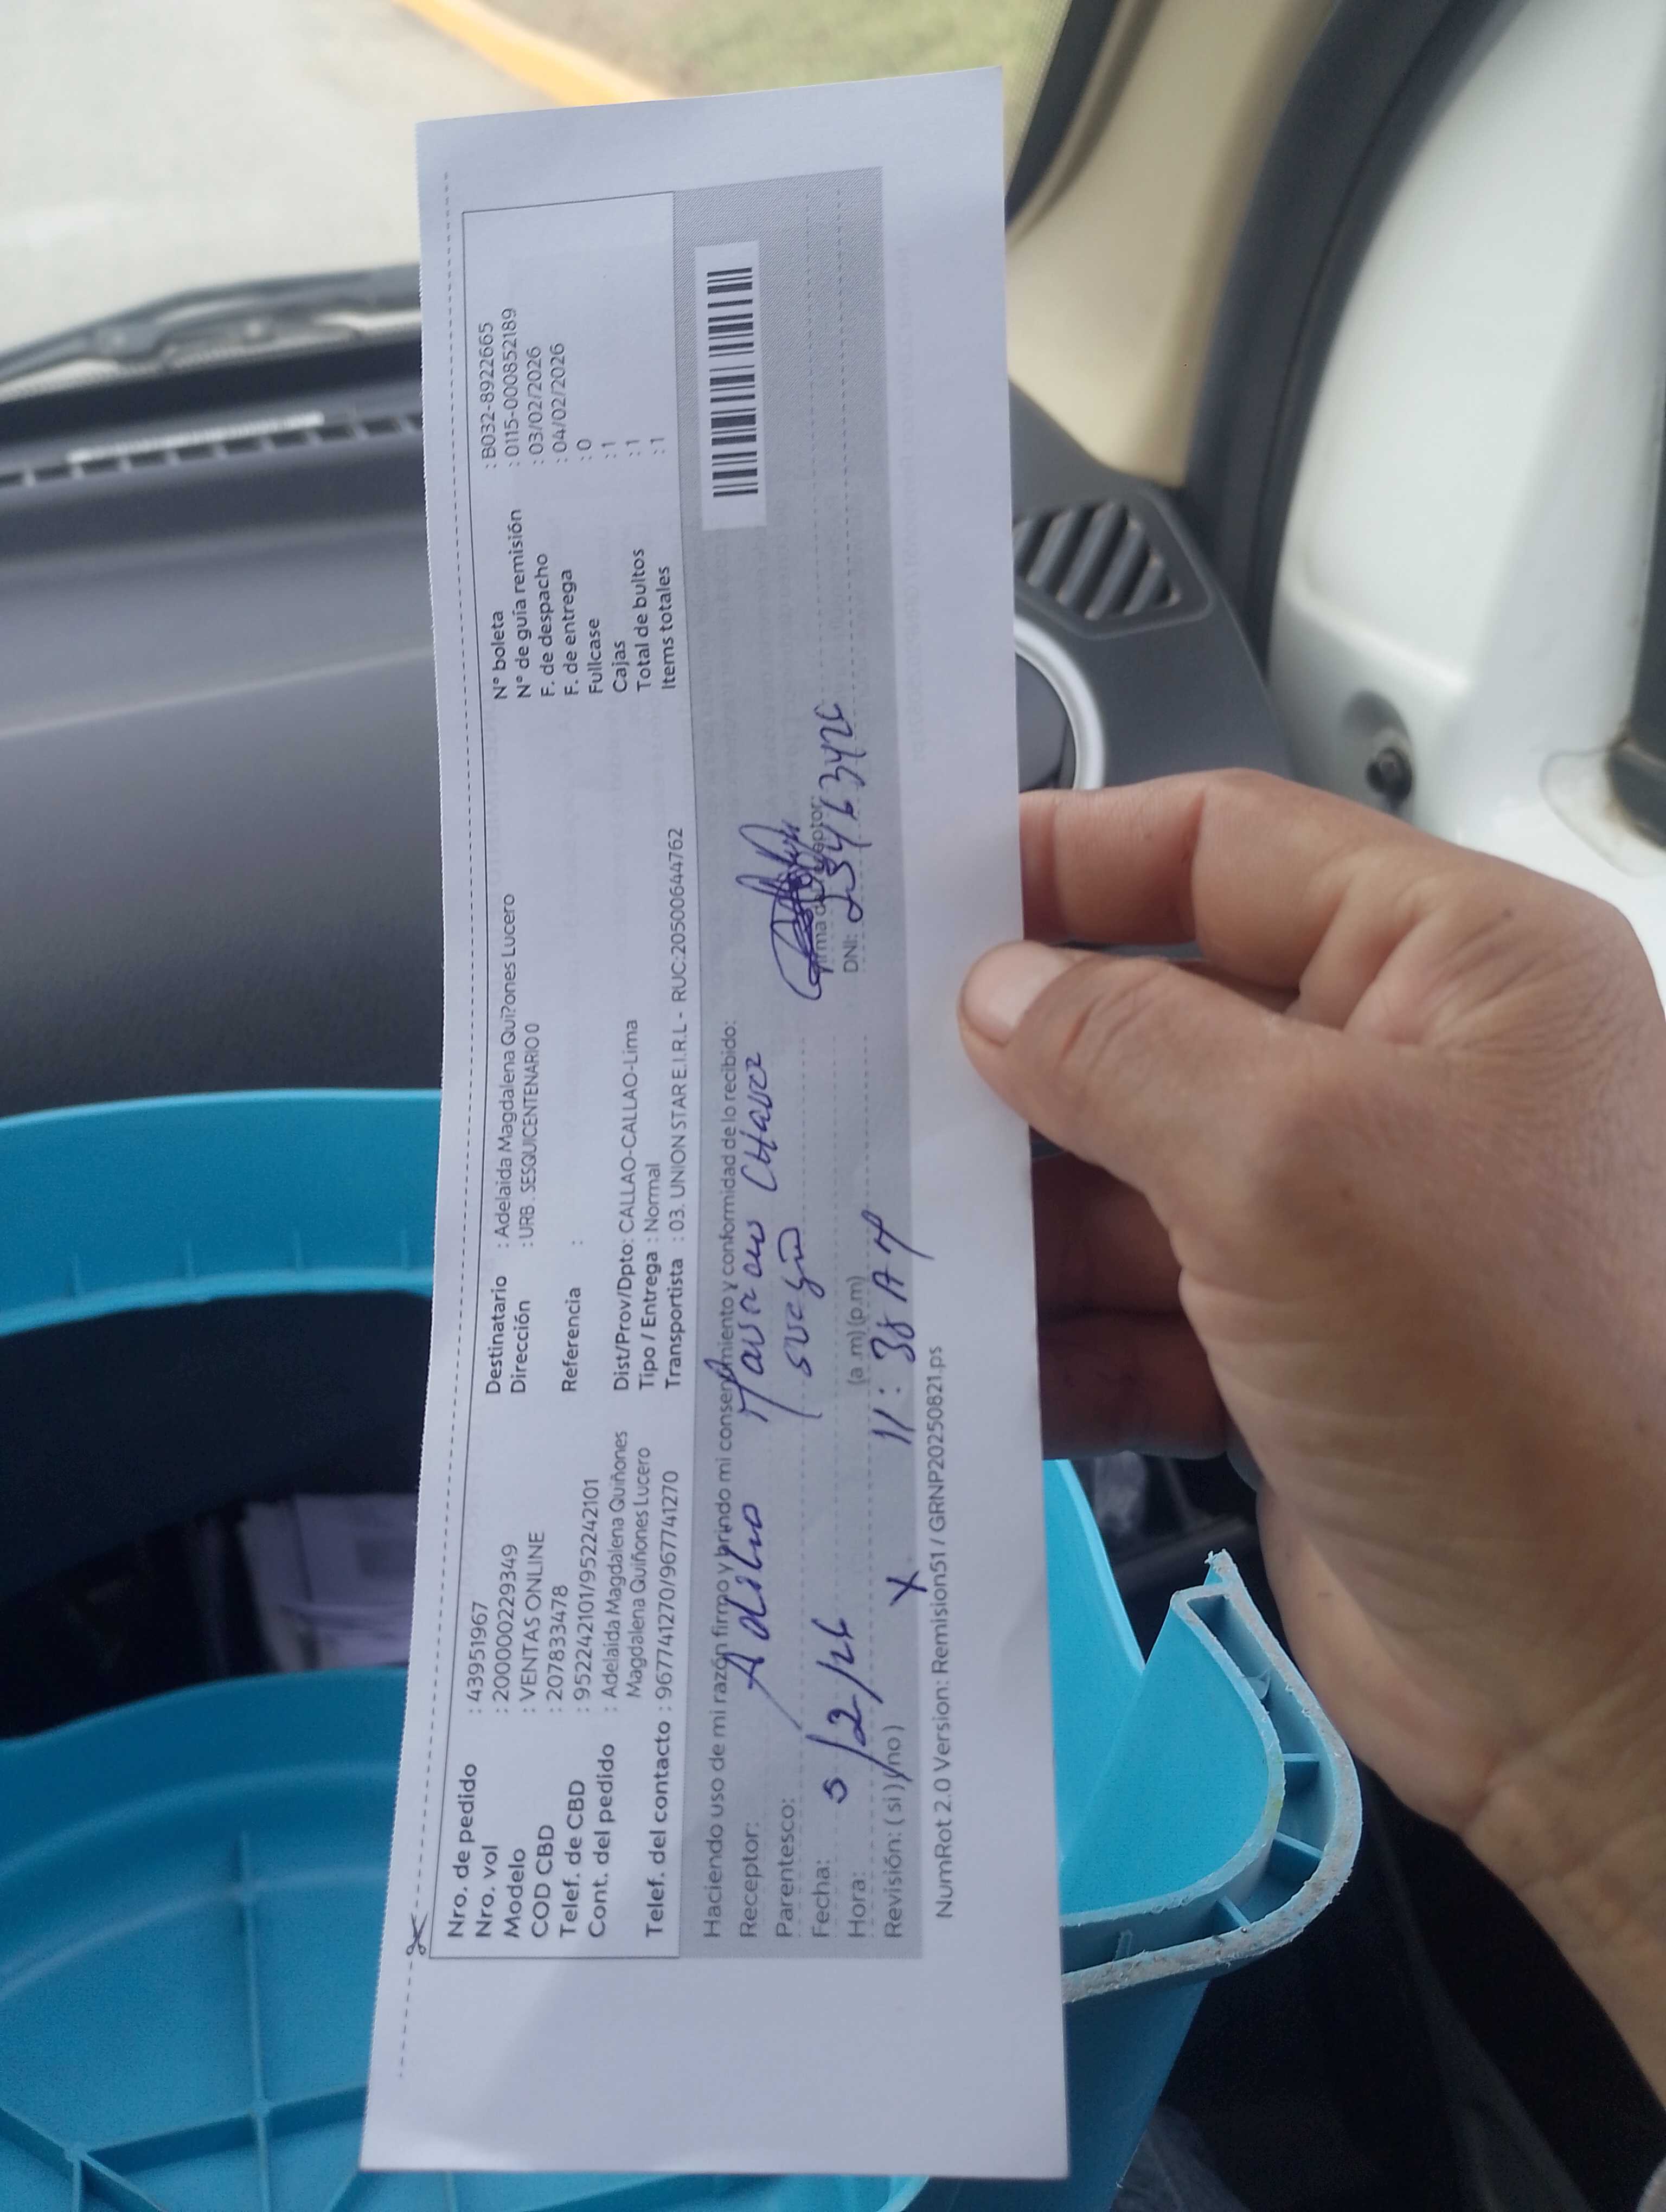 Nro. de pedido : 43951967
Nro. vol : 200000229349
Modelo : VENTAS ONLINE
COD CBD : 207833478
Telef. de CBD : 952242101/952242101
Cont. del pedido : Adelaida Magdalena Quiñones
Magdalena Quiñones Lucero
Telef. del contacto : 967741270/967741270
Destinatario : Adelaida Magdalena Qui?ones Lucero
Dirección : URB . SESQUICENTENARIO 0
Referencia :
Dist/Prov/Dpto: CALLAO-CALLAO-Lima
Tipo / Entrega : Normal
Transportista : 03. UNION STAR E.I.R.L - RUC:20500644762
N° boleta : B032-8922665
N° de guía remisión : 0115-000852189
F. de despacho : 03/02/2026
F. de entrega : 04/02/2026
Fullcase : 0
Cajas : 1
Total de bultos : 1
Items totales : 1
Haciendo uso de mi razón firmo y brindo mi consentimiento y conformidad de lo recibido:
Receptor:
Parentesco: suegro
Fecha: 5/2/26
Firma del receptor:
Hora: 11:38 A M (a.m) (p.m)
DNI:
Revisión: ( si ) (no) X
NumRot 2.0 Version: Remision51 / GRNP20250821.ps